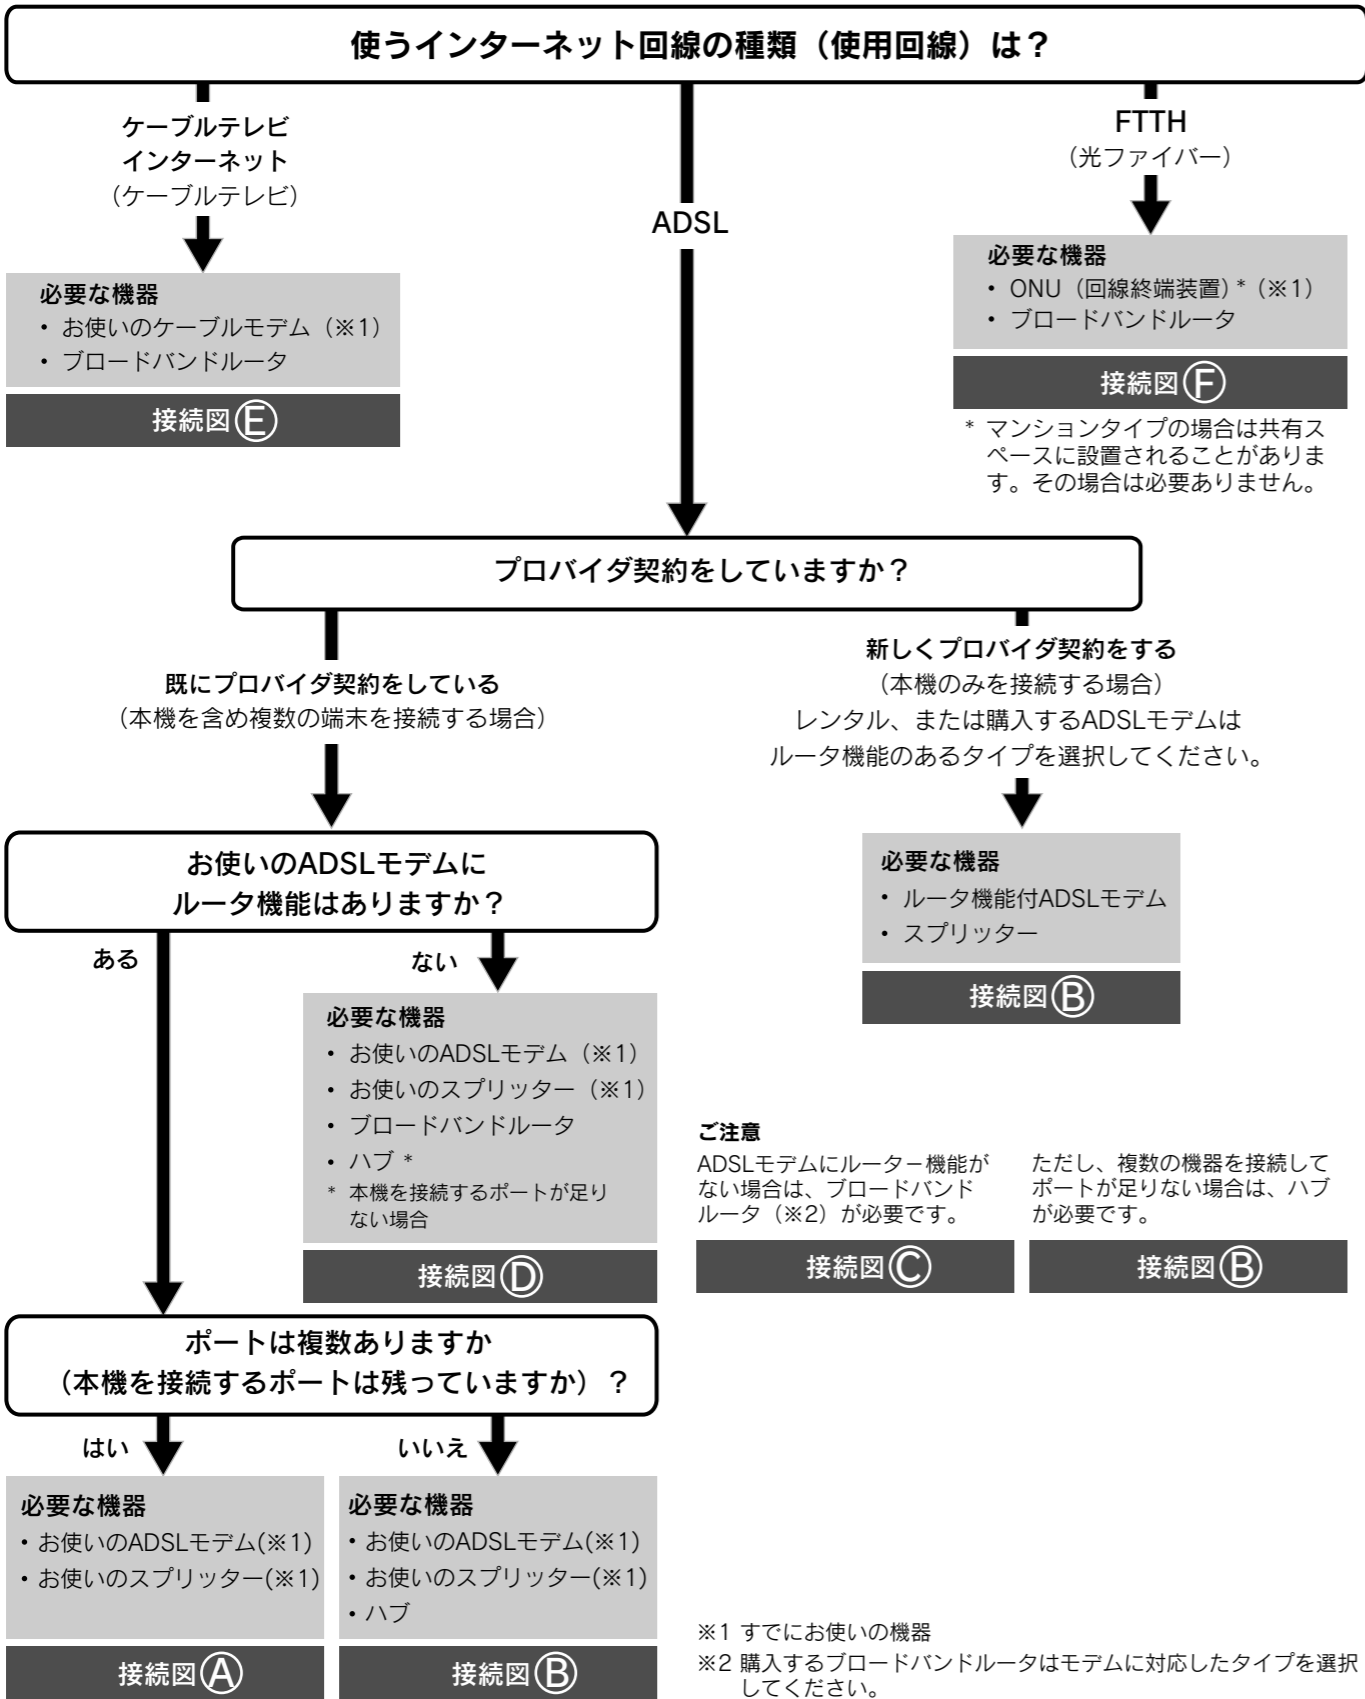 使うインターネット回線の種類（使用回線）は？
ケーブルテレビ
インターネット
（ケーブルテレビ）
必要な機器
・ お使いのケーブルモデム（※1）
・ ブロードバンドルータ
接続図Ⓔ
ADSL
FTTH
（光ファイバー）
必要な機器
・ ONU（回線終端装置）*（※1）
・ ブロードバンドルータ
接続図Ⓕ
* マンションタイプの場合は共有ス
ペースに設置されることがありま
す。その場合は必要ありません。
プロバイダ契約をしていますか？
既にプロバイダ契約をしている
（本機を含め複数の端末を接続する場合）
新しくプロバイダ契約をする
（本機のみを接続する場合）
レンタル、または購入するADSLモデムは
ルータ機能のあるタイプを選択してください。
お使いのADSLモデムに
ルータ機能はありますか？
必要な機器
・ ルータ機能付ADSLモデム
・ スプリッター
接続図Ⓑ
ある
ない
必要な機器
・ お使いのADSLモデム（※1）
・ お使いのスプリッター（※1）
・ ブロードバンドルータ
・ ハブ *
* 本機を接続するポートが足り
ない場合
接続図Ⓓ
ご注意
ADSLモデムにルーター機能が
ない場合は、ブロードバンド
ルータ（※2）が必要です。
接続図Ⓒ
ただし、複数の機器を接続して
ポートが足りない場合は、ハブ
が必要です。
接続図Ⓑ
ポートは複数ありますか
（本機を接続するポートは残っていますか）？
はい
いいえ
必要な機器
・お使いのADSLモデム(※1)
・お使いのスプリッター(※1)
接続図Ⓐ
必要な機器
・お使いのADSLモデム(※1)
・お使いのスプリッター(※1)
・ハブ
接続図Ⓑ
※1 すでにお使いの機器
※2 購入するブロードバンドルータはモデムに対応したタイプを選択
してください。